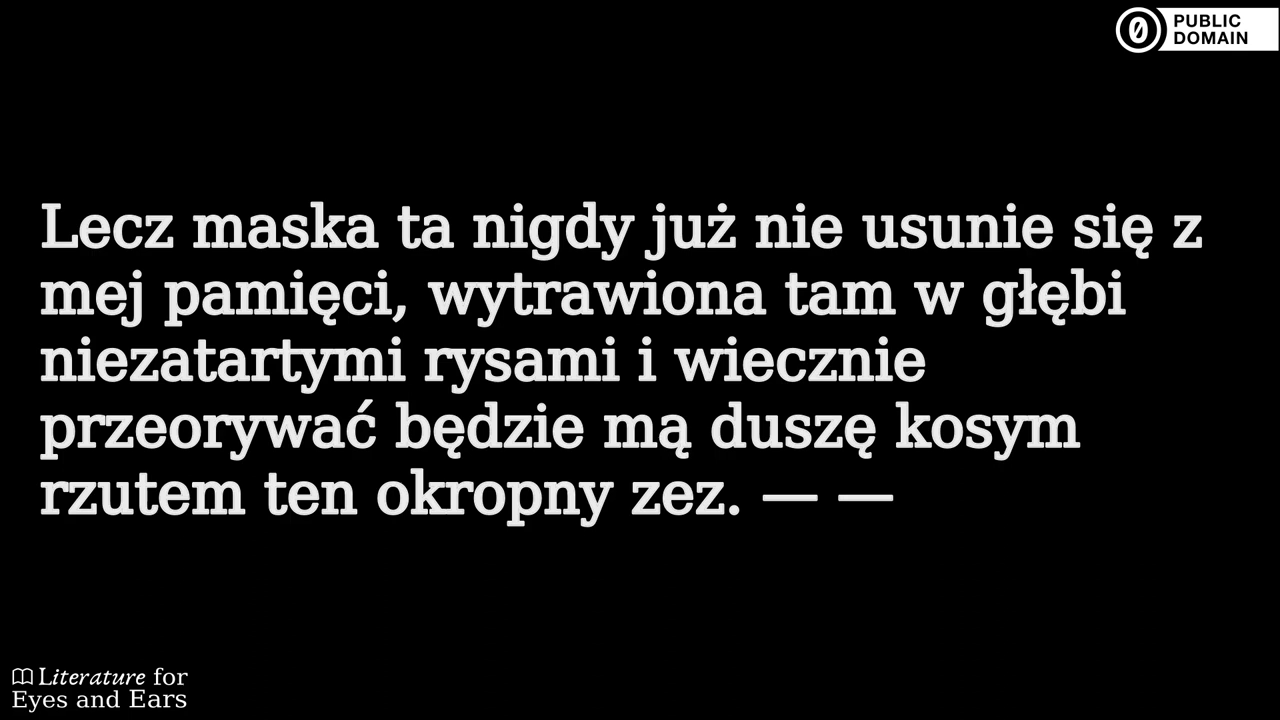 PUBLIC
DOMAIN
Lecz maska ta nigdy już nie usunie się z
mej pamięci, wytrawiona tam w głębi
niezatartymi rysami i wiecznie
przeorywać będzie mą duszę kosym
rzutem ten okropny zez. — —
Literature for
Eyes and Ears